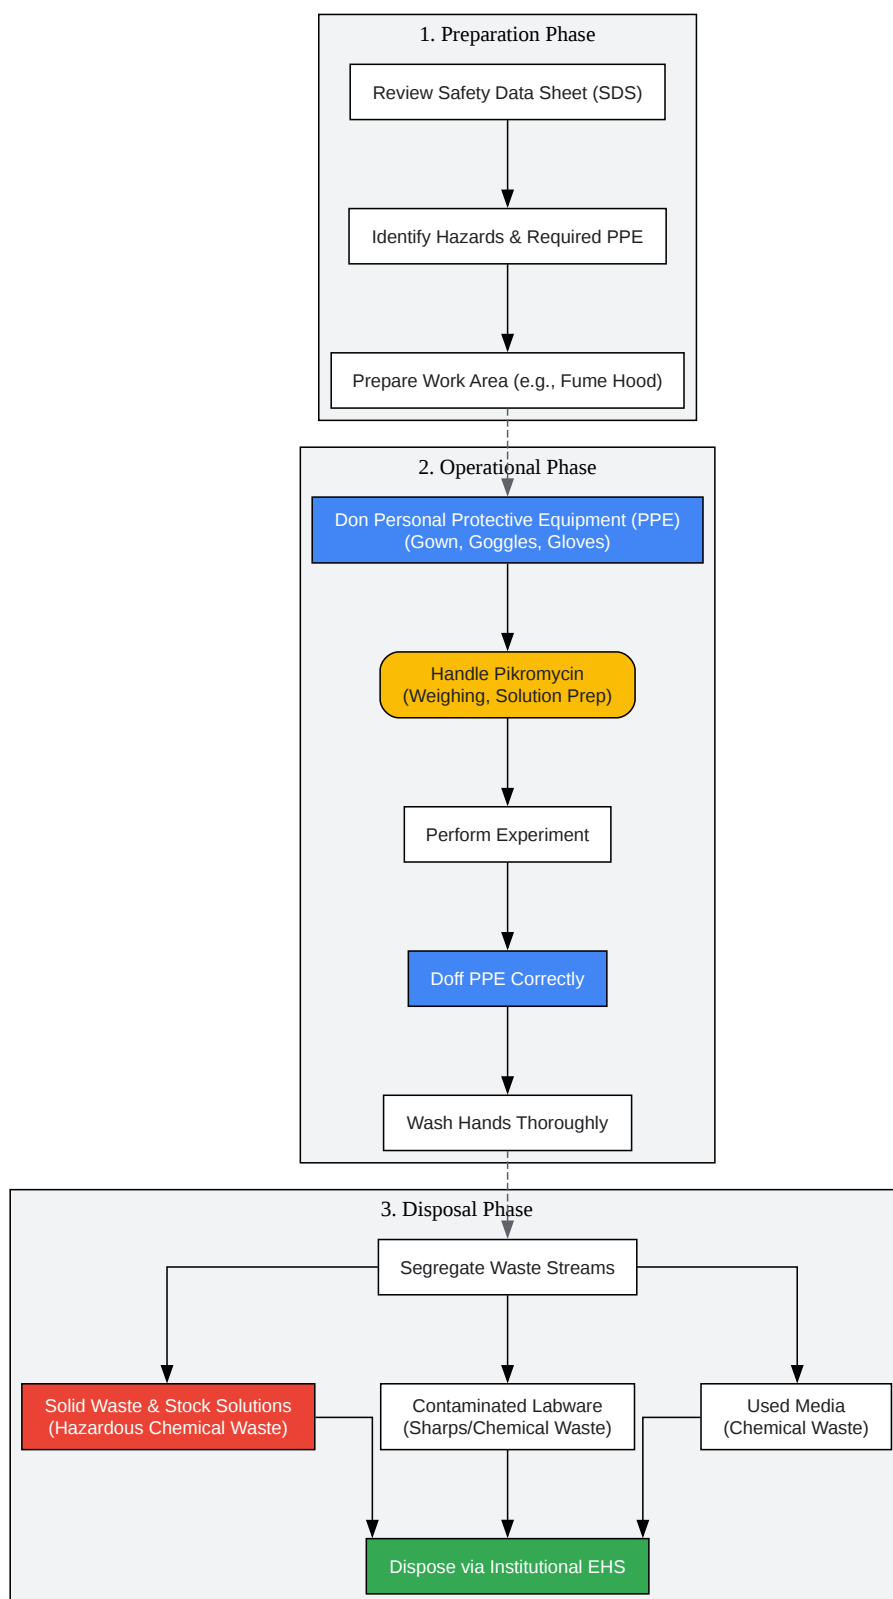 1. Preparation Phase
Review Safety Data Sheet (SDS)
Identify Hazards & Required PPE
Prepare Work Area (e.g., Fume Hood)
2. Operational Phase
Don Personal Protective Equipment (PPE)
(Gown, Goggles, Gloves)
Handle Pikromycin
(Weighing, Solution Prep)
Perform Experiment
Doff PPE Correctly
Wash Hands Thoroughly
3. Disposal Phase
Segregate Waste Streams
Solid Waste & Stock Solutions
(Hazardous Chemical Waste)
Contaminated Labware
(Sharps/Chemical Waste)
Used Media
(Chemical Waste)
Dispose via Institutional EHS